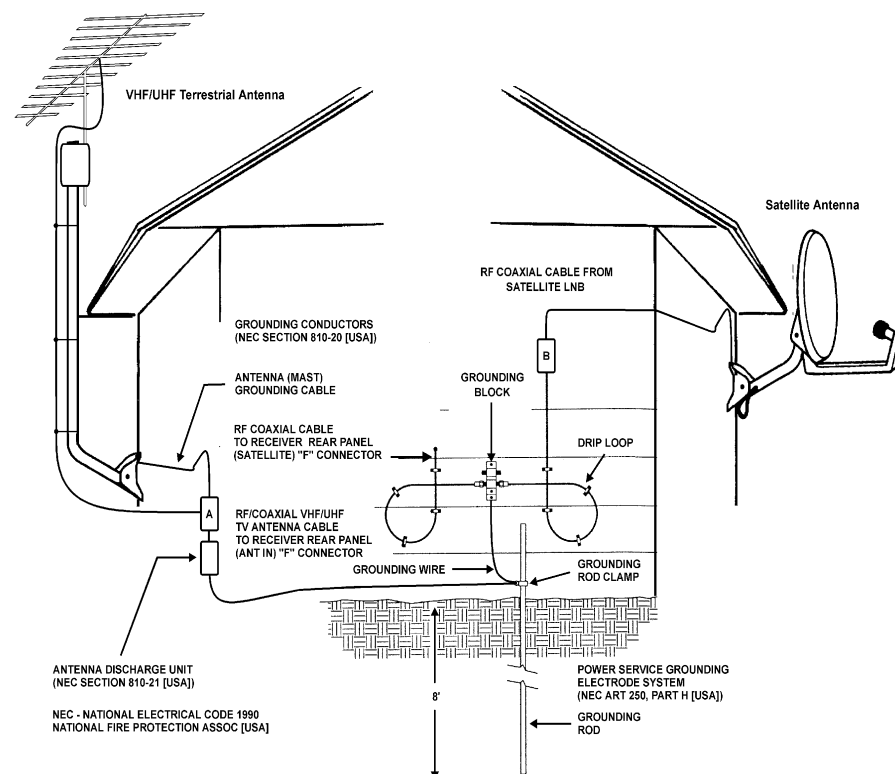 VHF/UHF Terrestrial Antenna
Satellite Antenna
RF COAXIAL CABLE FROM
SATELLITE LNB
GROUNDING CONDUCTORS
(NEC SECTION 810-20 [USA])
B
ANTENNA (MAST)
GROUNDING CABLE
GROUNDING
BLOCK
RF COAXIAL CABLE
TO RECEIVER REAR PANEL
(SATELLITE) "F" CONNECTOR
DRIP LOOP
A
RF/COAXIAL VHF/UHF
TV ANTENNA CABLE
TO RECEIVER REAR PANEL
(ANT IN) "F" CONNECTOR
GROUNDING WIRE
GROUNDING
ROD CLAMP
ANTENNA DISCHARGE UNIT
(NEC SECTION 810-21 [USA])
8'
POWER SERVICE GROUNDING
ELECTRODE SYSTEM
(NEC ART 250, PART H [USA])
NEC - NATIONAL ELECTRICAL CODE 1990
NATIONAL FIRE PROTECTION ASSOC [USA]
GROUNDING
ROD